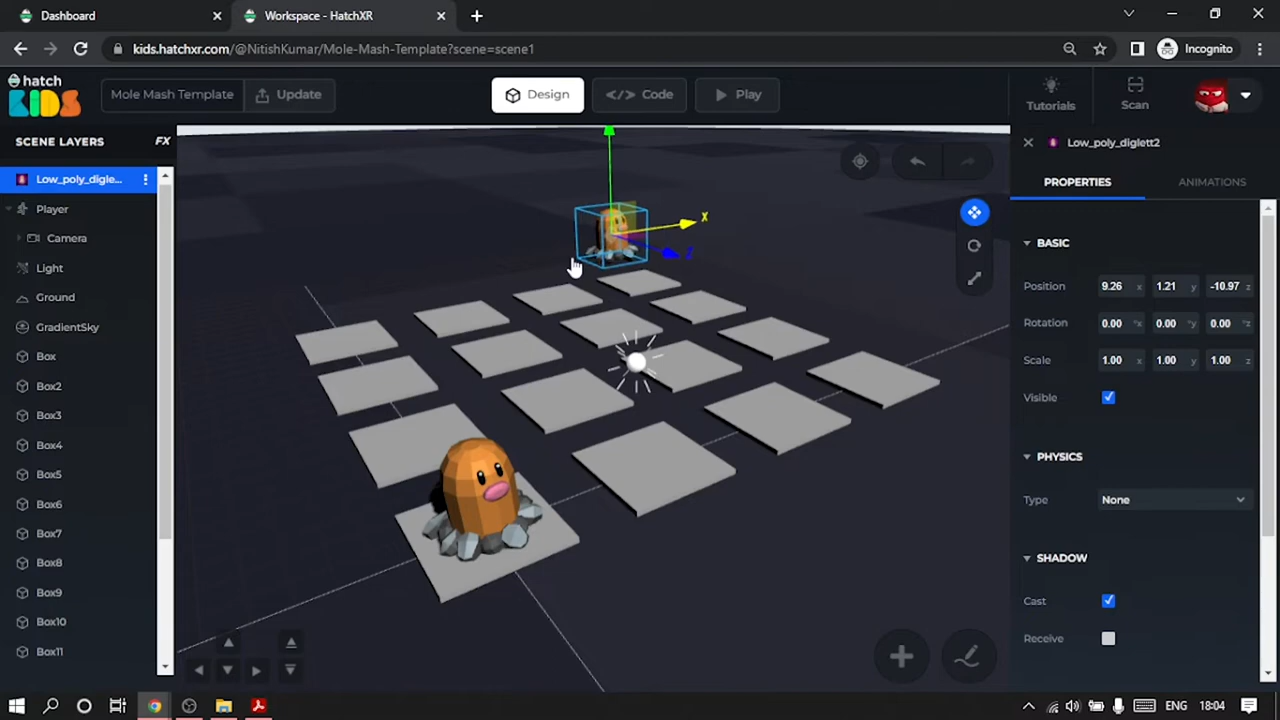 Dashboard
Workspace - HatchXR
kids.hatchxr.com/@NitishKumar/Mole-Mash-Template?scene=scene1
Incognito
hatch
KIDS
Mole Mash Template
Update
Design
</> Code
Play
Tutorials
Scan
SCENE LAYERS
FX
Low_poly_digle...
Player
Camera
Light
Ground
GradientSky
Box
Box2
Box3
Box4
Box5
Box6
Box7
Box8
Box9
Box10
Box11
X
Z
Low_poly_diglett2
PROPERTIES
ANIMATIONS
BASIC
Position 9.26 x 1.21 y -10.97 z
Rotation 0.00 °x 0.00 °y 0.00 °z
Scale 1.00 x 1.00 y 1.00 z
Visible
PHYSICS
Type None
SHADOW
Cast
Receive
ENG
18:04